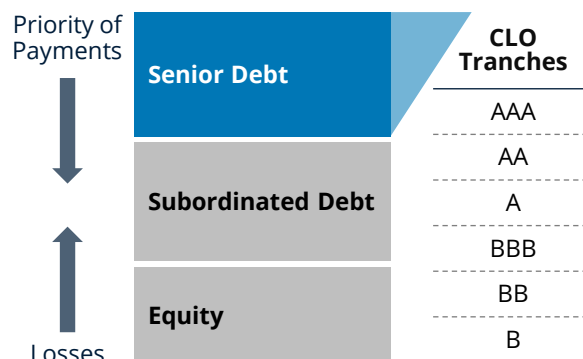 Priority of
Payments
Senior Debt
CLO
Tranches
AAA
AA
Subordinated Debt
A
BBB
BB
Equity
B
Losses